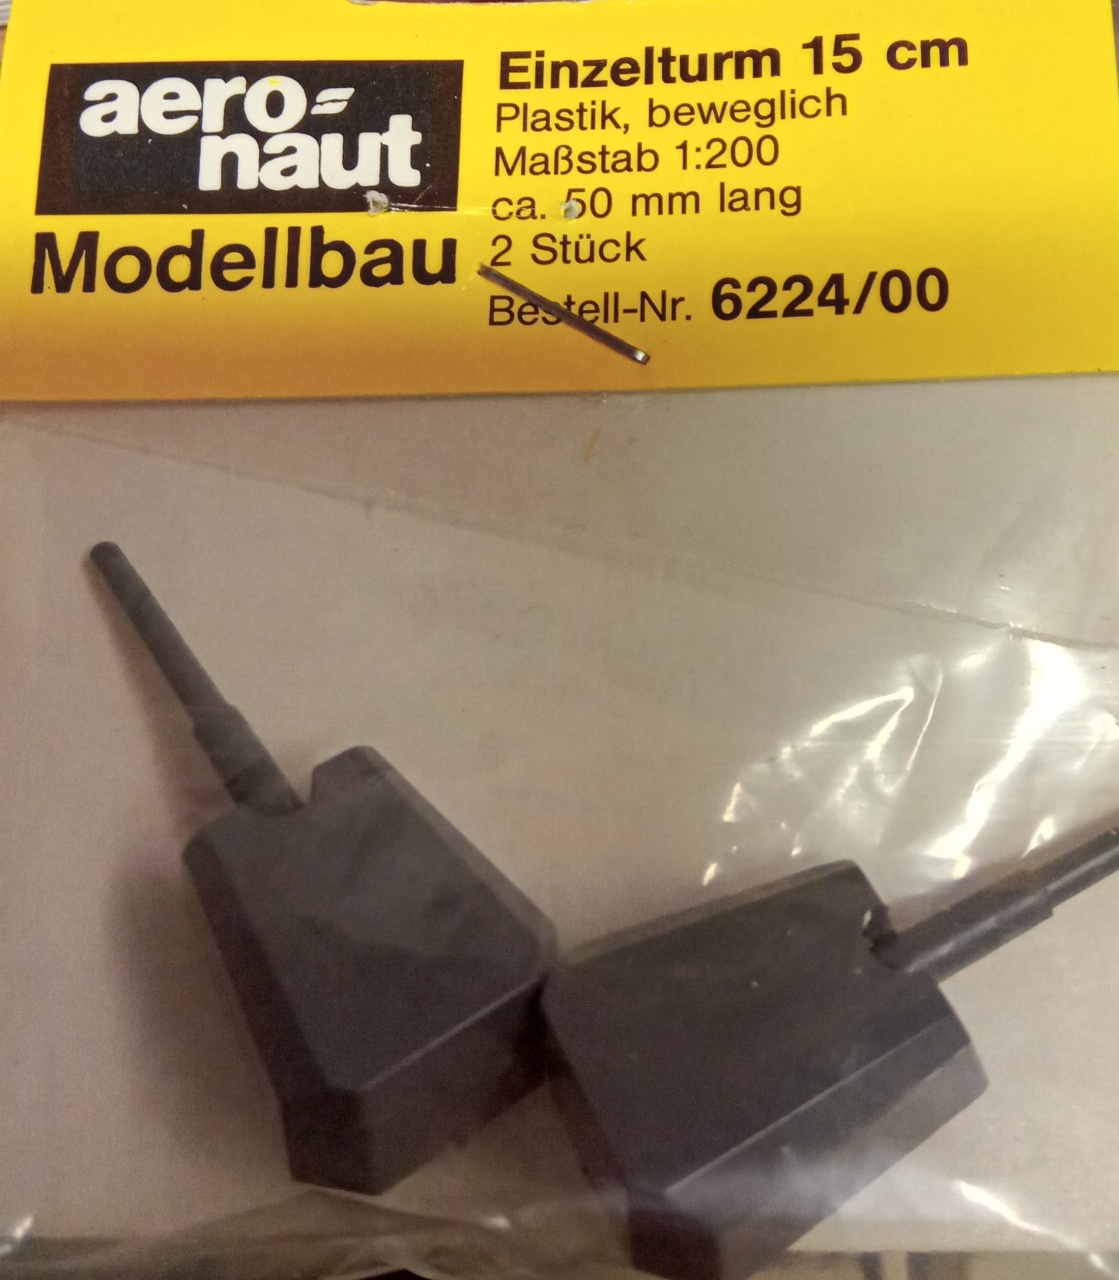 aero-
naut
Modellbau
Einzelturm 15 cm
Plastik, beweglich
Maßstab 1:200
ca. 50 mm lang
2 Stück
Bestell-Nr. 6224/00